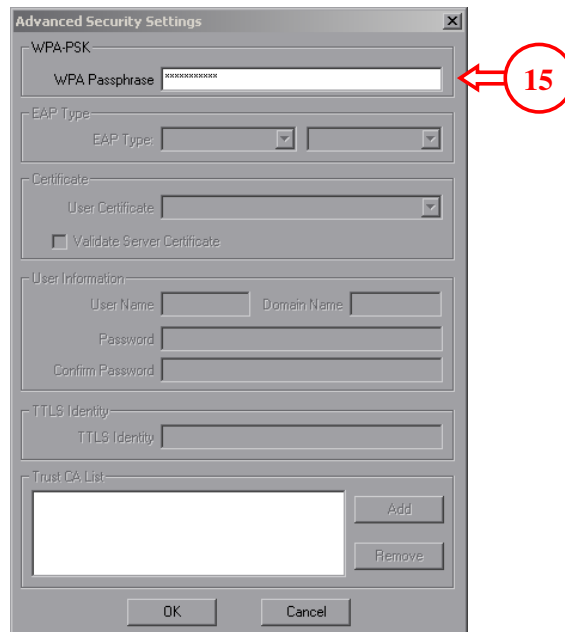 Advanced Security Settings
WPA-PSK
WPA Passphrase ***********
15
EAP Type
EAP Type:
Certificate
User Certificate
Validate Server Certificate
User Information
User Name Domain Name
Password
Confirm Password
TTLS Identity
TTLS Identity
Trust CA List
Add
Remove
OK Cancel